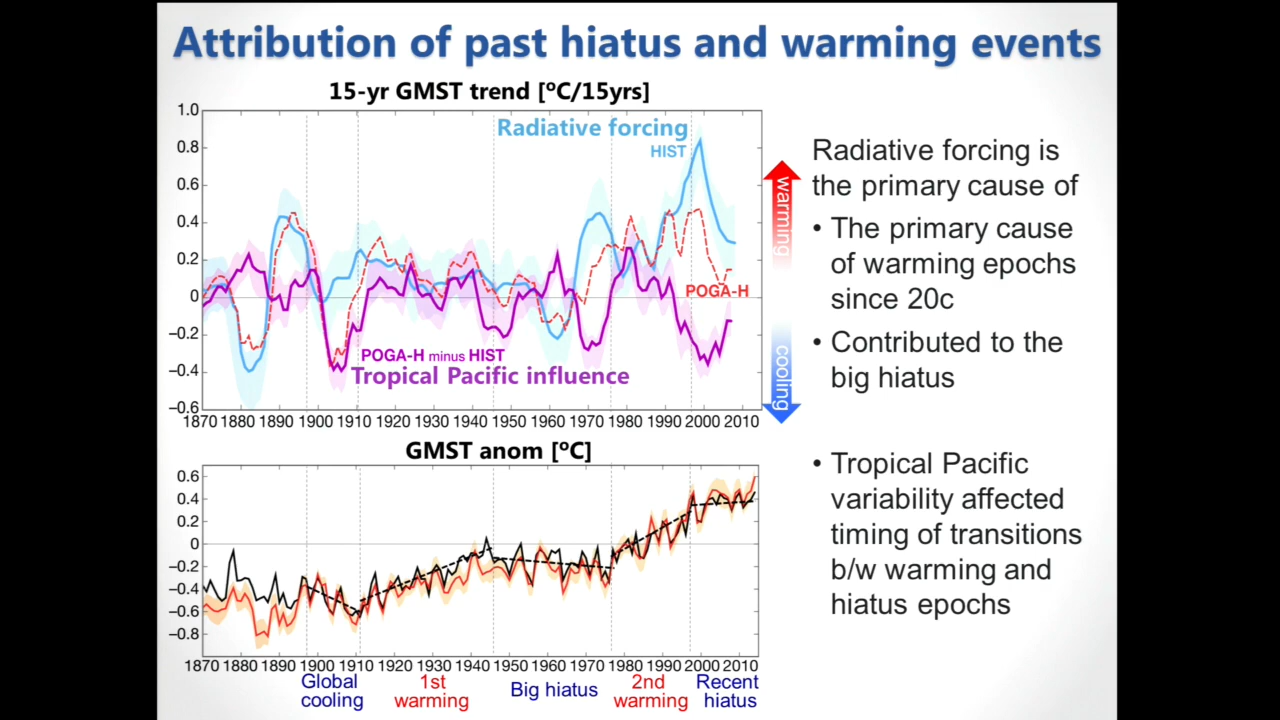 Attribution of past hiatus and warming events
15-yr GMST trend [ºC/15yrs]
1.0
0.8
0.6
0.4
0.2
0
−0.2
−0.4
−0.6
Radiative forcing
HIST
POGA-H
POGA-H minus HIST
Tropical Pacific influence
1870 1880 1890 1900 1910 1920 1930 1940 1950 1960 1970 1980 1990 2000 2010
warming
cooling
GMST anom [ºC]
0.6
0.4
0.2
0
−0.2
−0.4
−0.6
−0.8
1870 1880 1890 1900 1910 1920 1930 1940 1950 1960 1970 1980 1990 2000 2010
Global
cooling
1st
warming
Big hiatus
2nd
warming
Recent
hiatus
Radiative forcing is
the primary cause of
• The primary cause
of warming epochs
since 20c
• Contributed to the
big hiatus
• Tropical Pacific
variability affected
timing of transitions
b/w warming and
hiatus epochs